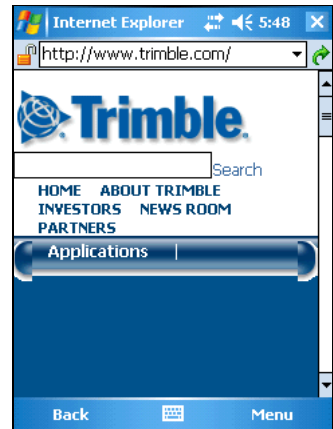 Internet Explorer 5:48
http://www.trimble.com/
Trimble.
Search
HOME ABOUT TRIMBLE
INVESTORS NEWS ROOM
PARTNERS
Applications |
Back Menu